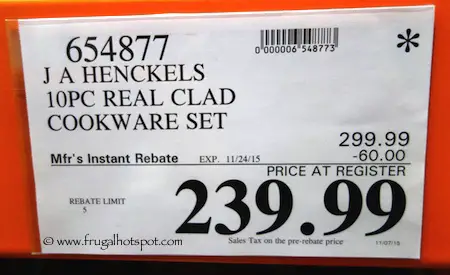 654877
0000006548773
*
J A HENCKELS
10PC REAL CLAD
COOKWARE SET
299.99
Mfr's Instant Rebate EXP. 11/24/15 -60.00
PRICE AT REGISTER
REBATE LIMIT
5
239.99
© www.frugalhotspot.com
Sales Tax on the pre-rebate price
11/07/15